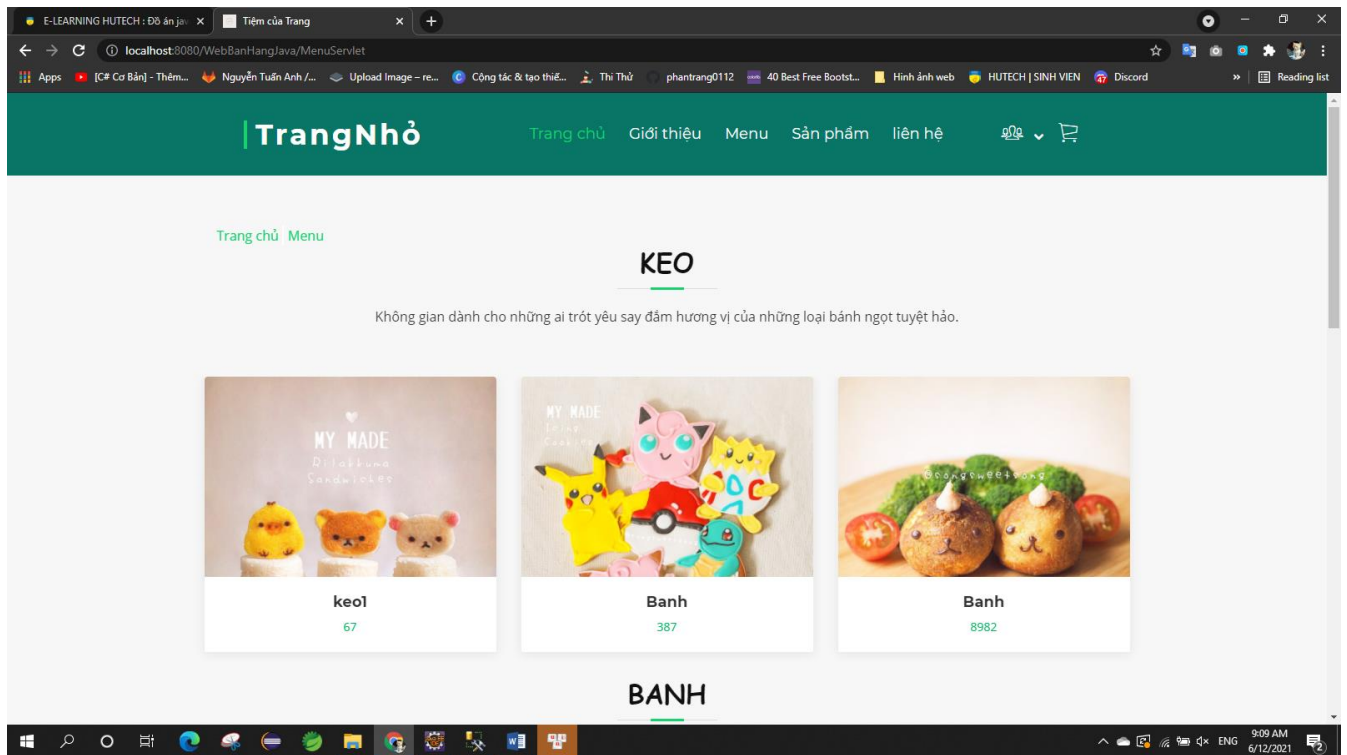 E-LEARNING HUTECH : Đồ án jav
Tiệm của Trang
localhost:8080/WebBanHangJava/MenuServlet
Apps [C# Cơ Bản] - Thêm... Nguyễn Tuấn Anh /... Upload Image – re... Cộng tác & tạo thiế... Thi Thử phantrang0112 40 Best Free Bootst... Hình ảnh web HUTECH | SINH VIEN Discord » Reading list
TrangNhỏ
Trang chủ Giới thiệu Menu Sản phẩm liên hệ
Trang chủ Menu
KEO
Không gian dành cho những ai trót yêu say đắm hương vị của những loại bánh ngọt tuyệt hảo.
MY MADE
Rilakkuma
Sandwiches
MY MADE
keo1
67
Banh
387
Banh
8982
BANH
ENG
9:09 AM
6/12/2021